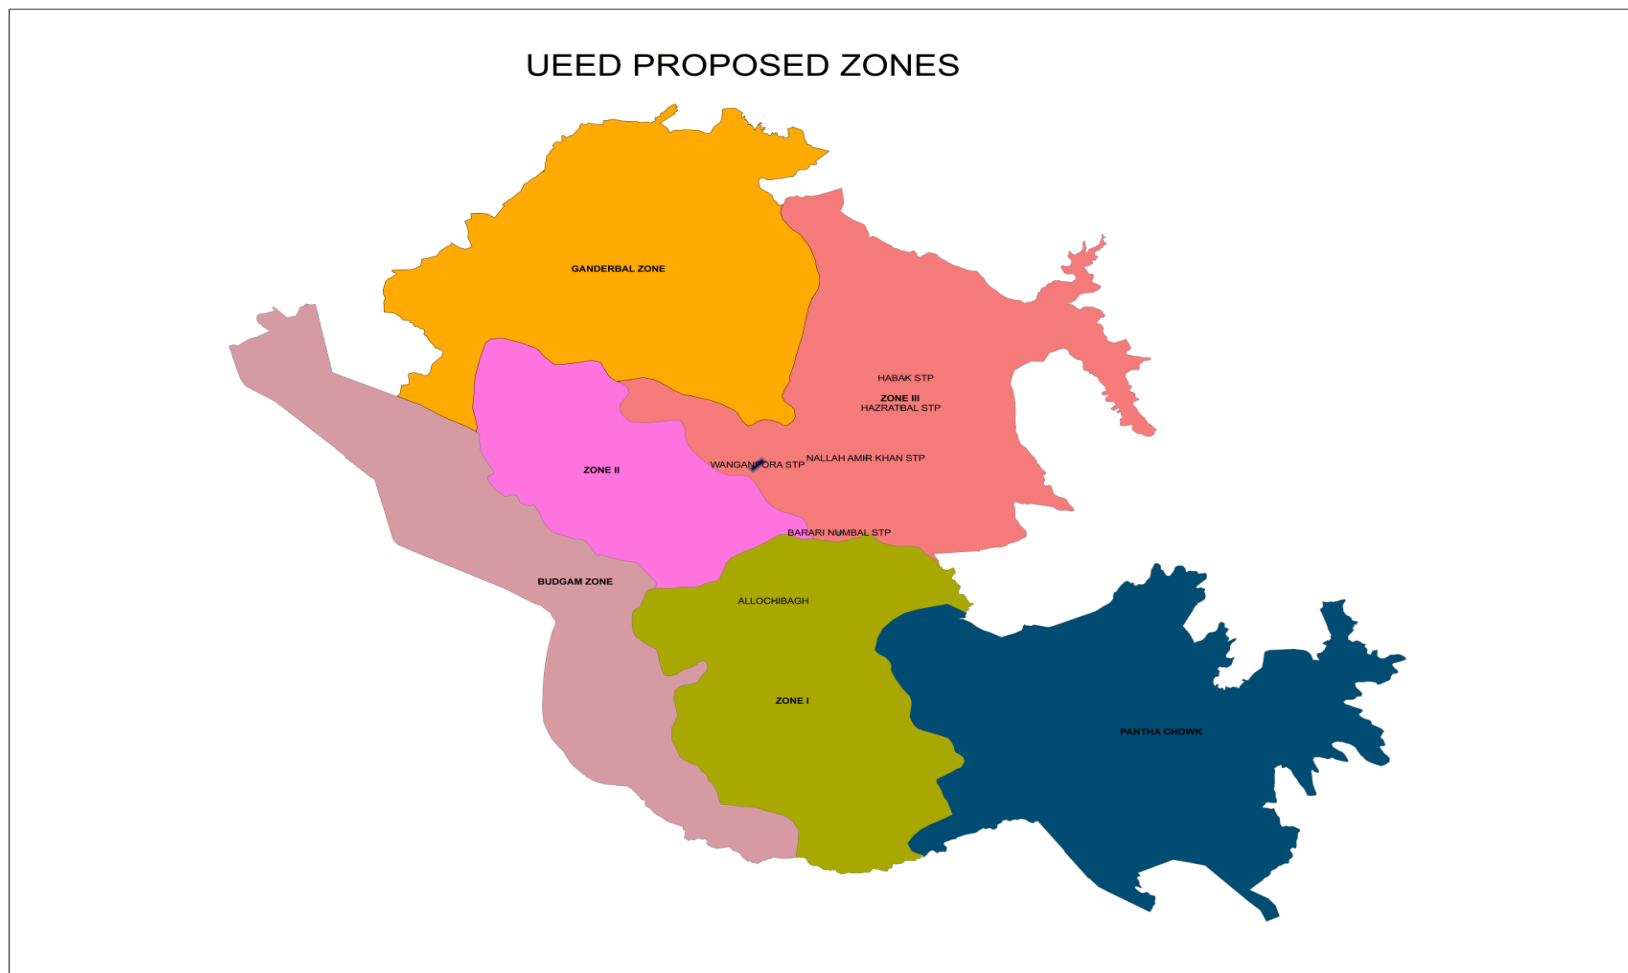 UEED PROPOSED ZONES
GANDERBAL ZONE
HABAK STP
ZONE III
HAZRATBAL STP
NALLAH AMIR KHAN STP
WANGANPORA STP
ZONE II
BARARI NUMBAL STP
BUDGAM ZONE
ALLOCHIBAGH
ZONE I
PANTHA CHOWK